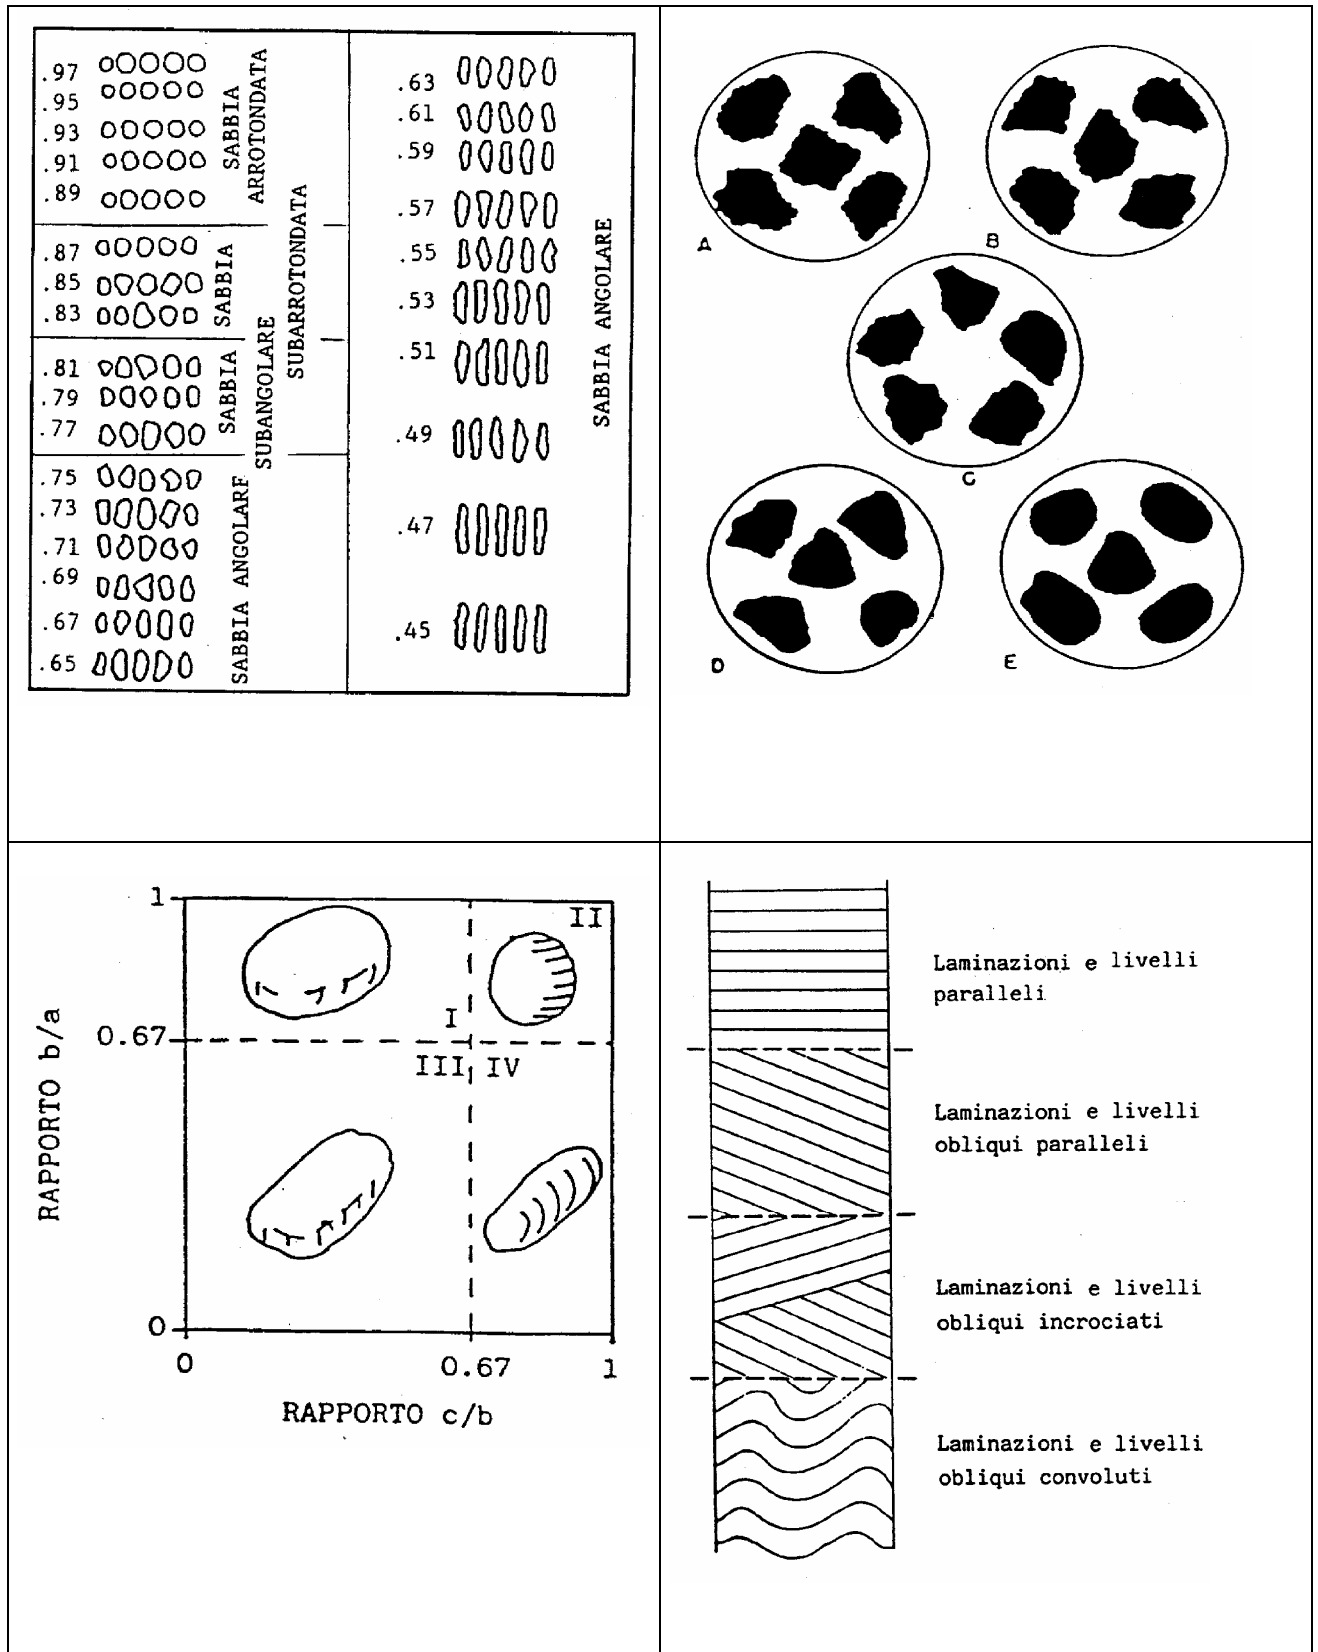 .97
.95
.93
.91
.89
SABBIA
ARROTONDATA
.87
.85
.83
SABBIA
SUBARROTONDATA
.81
.79
.77
SABBIA
SUBANGOLARE
.75
.73
.71
.69
.67
.65
SABBIA ANGOLARE
.63
.61
.59
.57
.55
.53
.51
.49
.47
.45
SABBIA ANGOLARE
A
B
C
D
E
1
0.67
0
RAPPORTO b/a
I
II
III
IV
0
0.67
1
RAPPORTO c/b
Laminazioni e livelli
paralleli
Laminazioni e livelli
obliqui paralleli
Laminazioni e livelli
obliqui incrociati
Laminazioni e livelli
obliqui convoluti